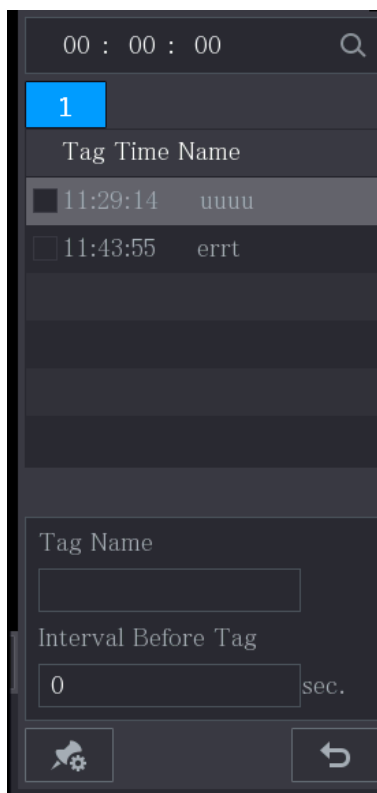 00 : 00 : 00
1
Tag Time Name
11:29:14 uuuu
11:43:55 errt
Tag Name
Interval Before Tag
0 sec.